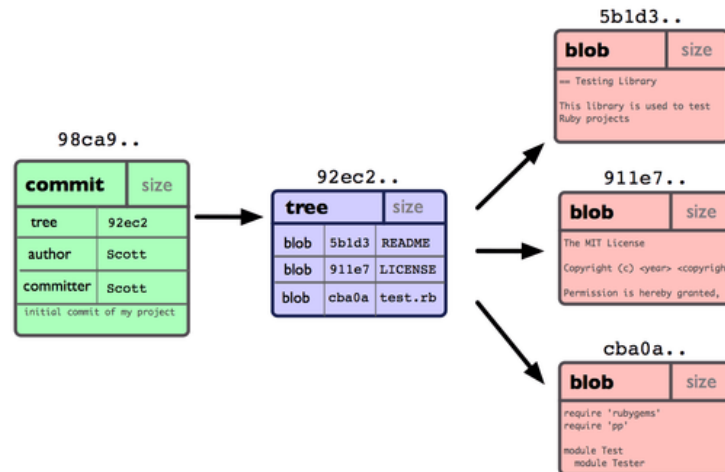 98ca9..
commit size
tree 92ec2
author Scott
committer Scott
initial commit of my project
92ec2..
tree size
blob 5b1d3 README
blob 911e7 LICENSE
blob cba0a test.rb
5b1d3..
blob size
== Testing Library
This library is used to test
Ruby projects
911e7..
blob size
The MIT License
Copyright (c) <year> <copyrigh
Permission is hereby granted,
cba0a..
blob size
require 'rubygems'
require 'pp'
module Test
module Tester